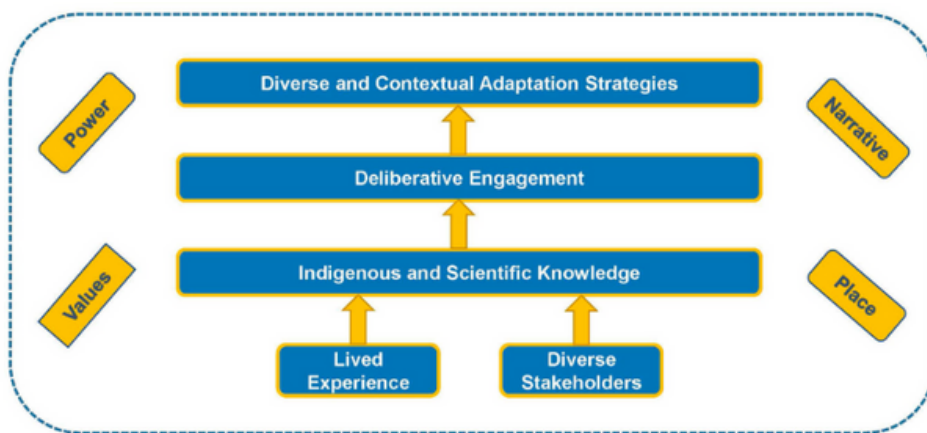 Diverse and Contextual Adaptation Strategies
Power
Narrative
Deliberative Engagement
Indigenous and Scientific Knowledge
Values
Place
Lived
Experience
Diverse
Stakeholders